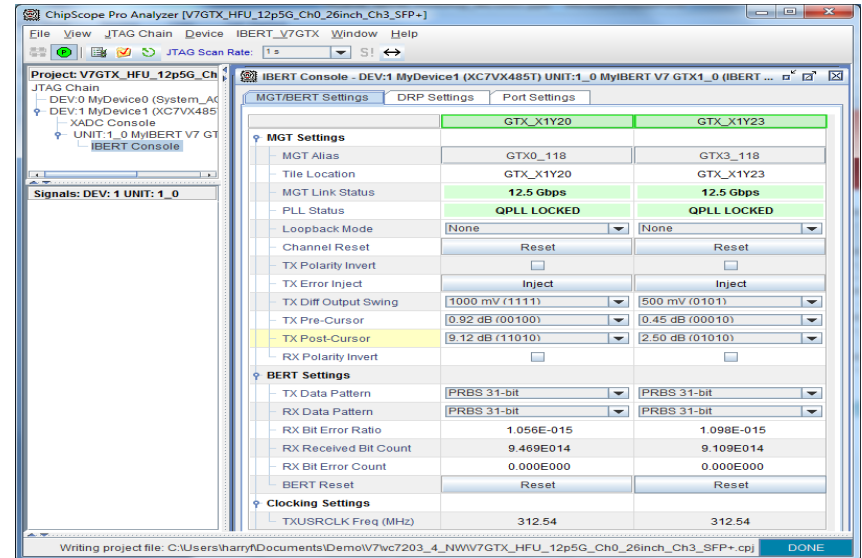 ChipScope Pro Analyzer [V7GTX_HFU_12p5G_Ch0_26inch_Ch3_SFP+]
File View JTAG Chain Device IBERT_V7GTX Window Help
JTAG Scan Rate: 1 s S!
Project: V7GTX_HFU_12p5G_Ch
JTAG Chain
DEV:0 MyDevice0 (System_AC
DEV:1 MyDevice1 (XC7VX485
XADC Console
UNIT:1_0 MyIBERT V7 GT
IBERT Console
Signals: DEV: 1 UNIT: 1_0
IBERT Console - DEV:1 MyDevice1 (XC7VX485T) UNIT:1_0 MyIBERT V7 GTX1_0 (IBERT ...
MGT/BERT Settings DRP Settings Port Settings
GTX_X1Y20 GTX_X1Y23
MGT Settings
MGT Alias GTX0_118 GTX3_118
Tile Location GTX_X1Y20 GTX_X1Y23
MGT Link Status 12.5 Gbps 12.5 Gbps
PLL Status QPLL LOCKED QPLL LOCKED
Loopback Mode None None
Channel Reset Reset Reset
TX Polarity Invert
TX Error Inject Inject Inject
TX Diff Output Swing 1000 mV (1111) 500 mV (0101)
TX Pre-Cursor 0.92 dB (00100) 0.45 dB (00010)
TX Post-Cursor 9.12 dB (11010) 2.50 dB (01010)
RX Polarity Invert
BERT Settings
TX Data Pattern PRBS 31-bit PRBS 31-bit
RX Data Pattern PRBS 31-bit PRBS 31-bit
RX Bit Error Ratio 1.056E-015 1.098E-015
RX Received Bit Count 9.469E014 9.109E014
RX Bit Error Count 0.000E000 0.000E000
BERT Reset Reset Reset
Clocking Settings
TXUSRCLK Freq (MHz) 312.54 312.54
Writing project file: C:\Users\harryf\Documents\Demo\V7\vc7203_4_NW\V7GTX_HFU_12p5G_Ch0_26inch_Ch3_SFP+.cpj DONE